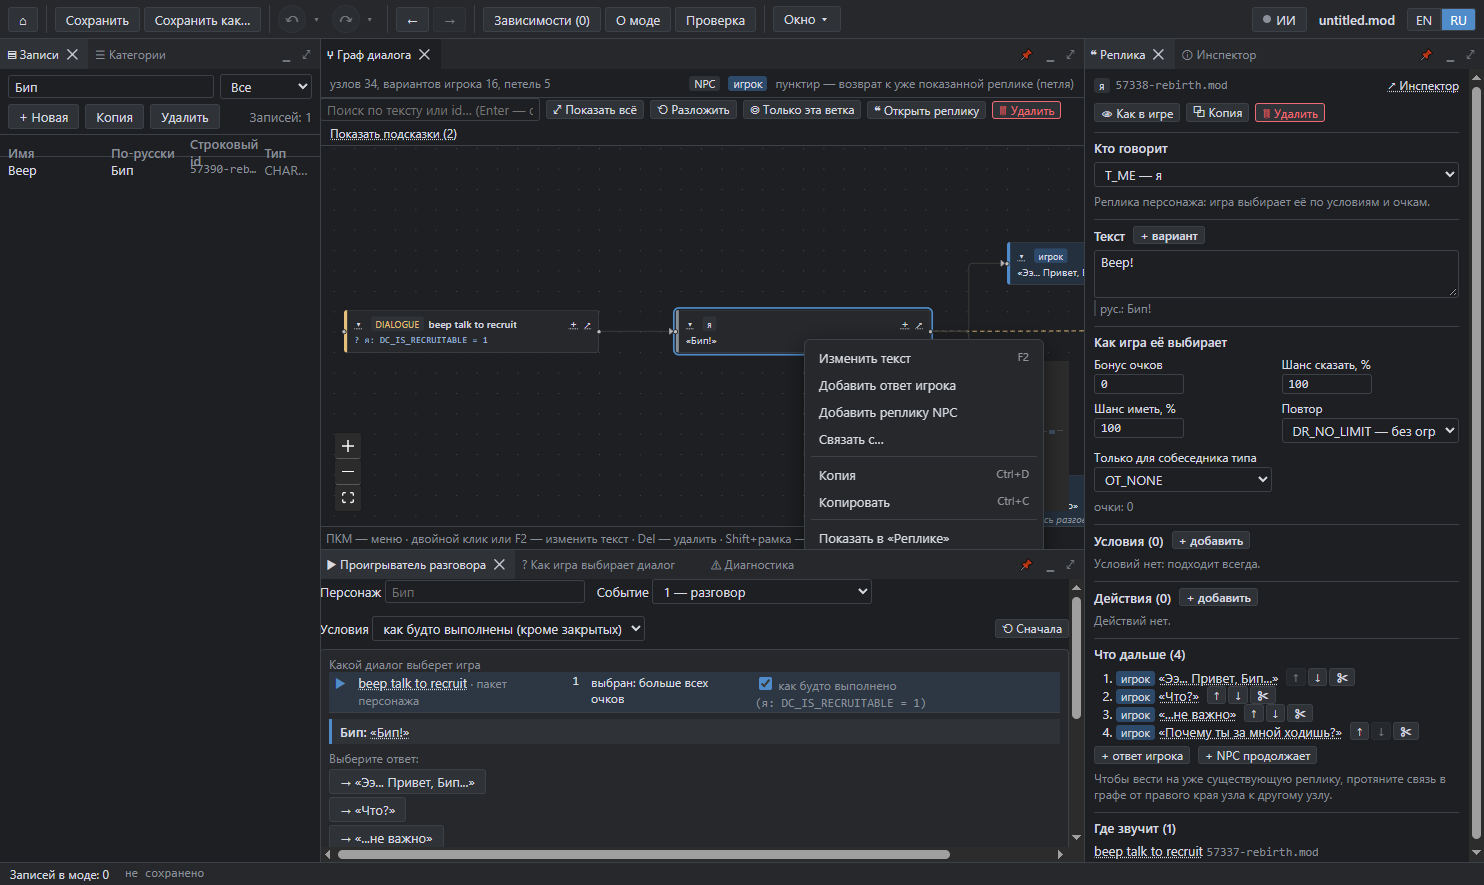 Сохранить Сохранить как... ← → Зависимости (0) О моде Проверка Окно ИИ untitled.mod EN RU
Записи Категории
Бип Все
+ Новая Копия Удалить Записей: 1
Имя По-русски Строковый id Тип
Beep Бип 57390-reb… CHAR…
Граф диалога
узлов 34, вариантов игрока 16, петель 5 NPC игрок пунктир — возврат к уже показанной реплике (петля)
Поиск по тексту или id... (Enter — с Показать всё Разложить Только эта ветка Открыть реплику Удалить
Показать подсказки (2)
игрок
«Ээ... Привет,
DIALOGUE beep talk to recruit +
? я: DC_IS_RECRUITABLE = 1
я +
«Бип!»
Изменить текст F2
Добавить ответ игрока
Добавить реплику NPC
Связать с...
Копия Ctrl+D
Копировать Ctrl+C
Показать в «Реплике»
ПКМ — меню · двойной клик или F2 — изменить текст · Del — удалить · Shift+рамка —
Проигрыватель разговора ? Как игра выбирает диалог Диагностика
Персонаж Бип Событие 1 — разговор
Условия как будто выполнены (кроме закрытых) Сначала
Какой диалог выберет игра
beep talk to recruit · пакет персонажа 1 выбран: больше всех очков как будто выполнено
(я: DC_IS_RECRUITABLE = 1)
Бип: «Бип!»
Выберите ответ:
→ «Ээ... Привет, Бип...»
→ «Что?»
→ «...не важно»
Реплика Инспектор
я 57338-rebirth.mod Инспектор
Как в игре Копия Удалить
Кто говорит
T_ME — я
Реплика персонажа: игра выбирает её по условиям и очкам.
Текст + вариант
Beep!
рус.: Бип!
Как игра её выбирает
Бонус очков Шанс сказать, %
0 100
Шанс иметь, % Повтор
100 DR_NO_LIMIT — без огр
Только для собеседника типа
OT_NONE
очки: 0
Условия (0) + добавить
Условий нет: подходит всегда.
Действия (0) + добавить
Действий нет.
Что дальше (4)
1. игрок «Ээ... Привет, Бип...» ↑ ↓
2. игрок «Что?» ↑ ↓
3. игрок «...не важно» ↑ ↓
4. игрок «Почему ты за мной ходишь?» ↑ ↓
+ ответ игрока + NPC продолжает
Чтобы вести на уже существующую реплику, протяните связь в
графе от правого края узла к другому узлу.
Где звучит (1)
beep talk to recruit 57337-rebirth.mod
Записей в моде: 0 не сохранено